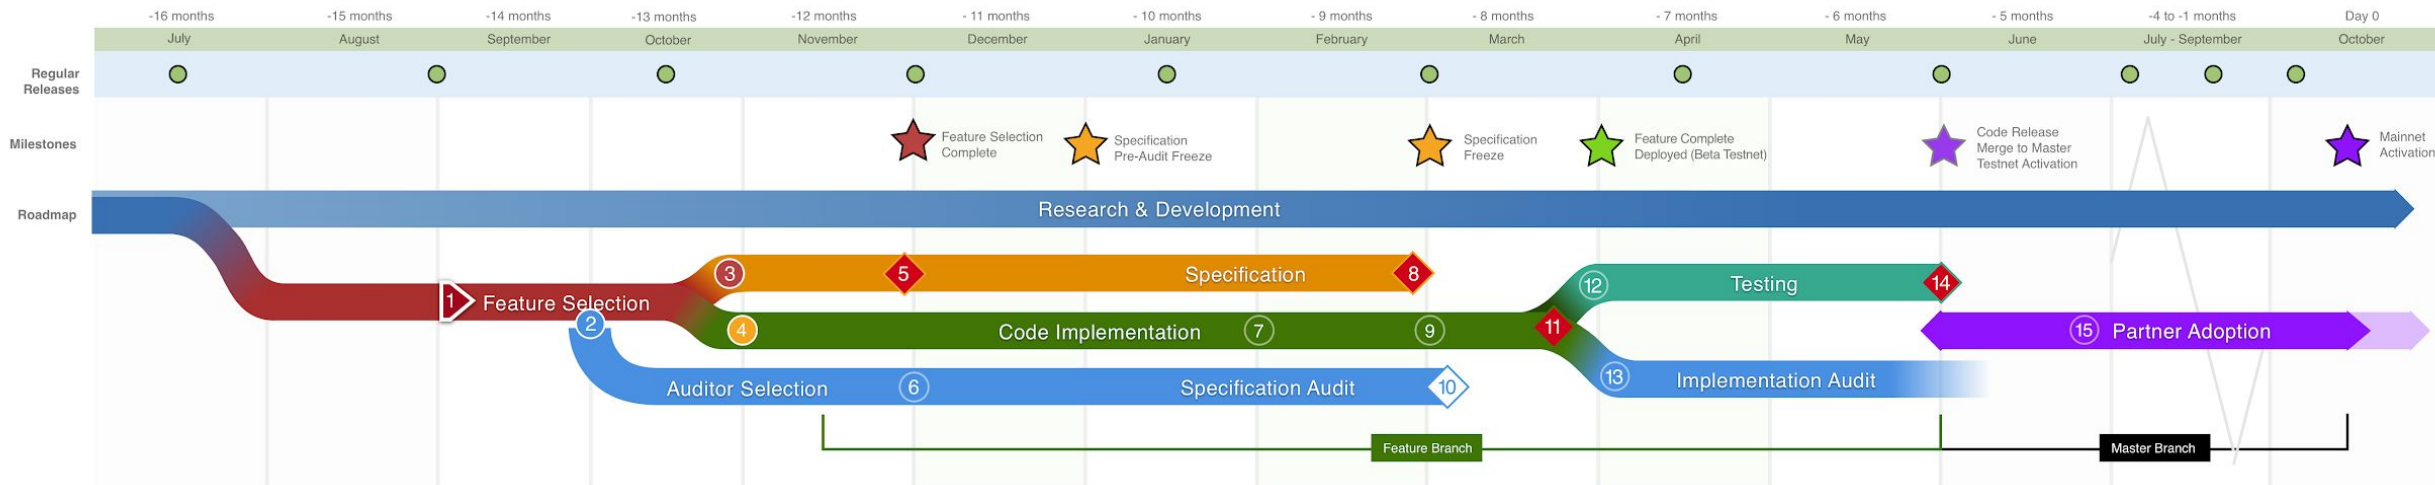 -16 months -15 months -14 months -13 months -12 months - 11 months - 10 months - 9 months - 8 months - 7 months - 6 months - 5 months -4 to -1 months Day 0
July August September October November December January February March April May June July - September October
Regular
Releases
Milestones
Feature Selection
Complete
Specification
Pre-Audit Freeze
Specification
Freeze
Feature Complete
Deployed (Beta Testnet)
Code Release
Merge to Master
Testnet Activation
Mainnet
Activation
Roadmap
Research & Development
3 5 Specification 8
12 Testing 14
1 Feature Selection
2
4 Code Implementation 7 9 11
15 Partner Adoption
Auditor Selection 6 Specification Audit 10
13 Implementation Audit
Feature Branch
Master Branch